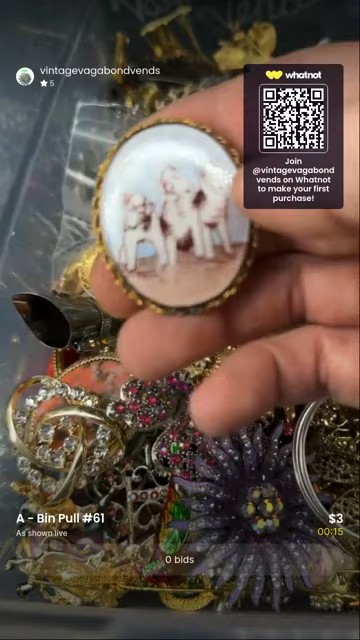 vintagevagabondvends
5
whatnot
Join
@vintagevagabond
vends on Whatnot
to make your first
purchase!
A - Bin Pull #61
$3
As shown live
00:15
0 bids